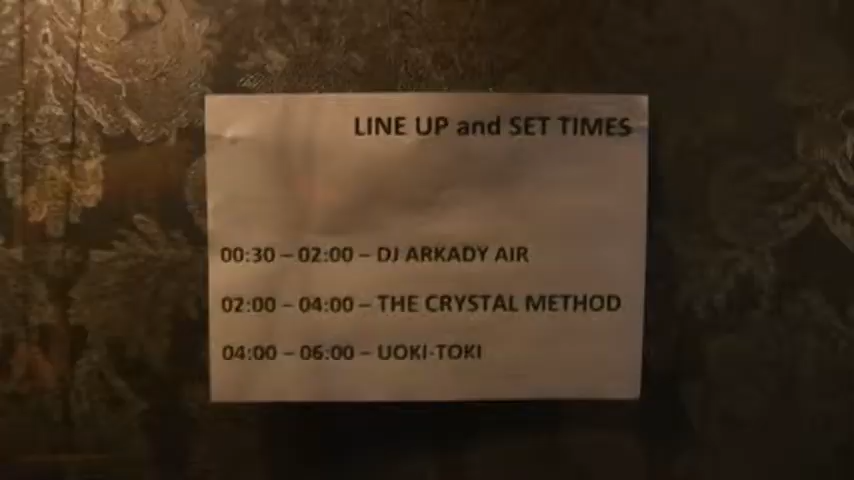 LINE UP and SET TIMES
00:30 – 02:00 – DJ ARKADY AIR
02:00 – 04:00 – THE CRYSTAL METHOD
04:00 – 06:00 – UOKI-TOKI